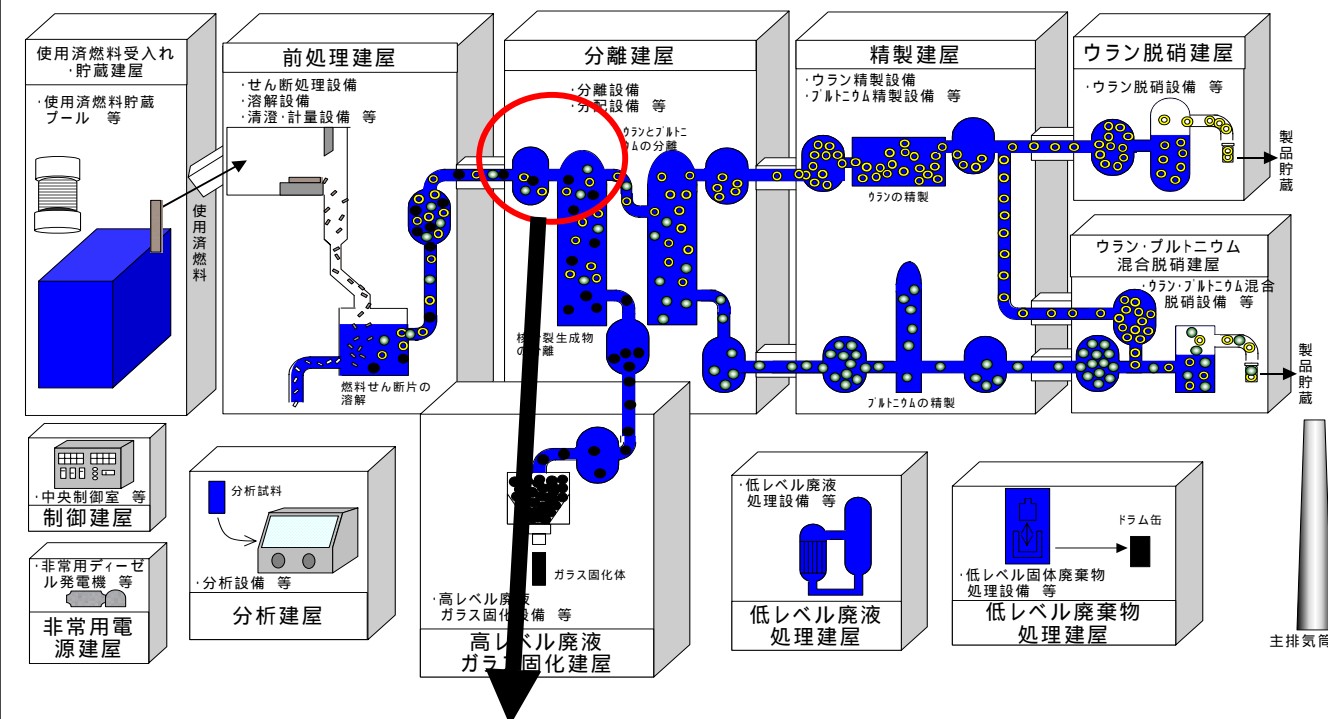 使用済燃料受入れ
・貯蔵建屋
・使用済燃料貯蔵
プール 等
使用済燃料
前処理建屋
・せん断処理設備
・溶解設備
・清澄・計量設備 等
燃料せん断片の
溶解
分離建屋
・分離設備
・分配設備 等
ウランとプルトニ
ウムの分離
核分裂生成物
の分離
精製建屋
・ウラン精製設備
・プルトニウム精製設備 等
ウランの精製
プルトニウムの精製
ウラン脱硝建屋
・ウラン脱硝設備 等
製品貯蔵
ウラン・プルトニウム
混合脱硝建屋
・ウラン・プルトニウム混合
脱硝設備 等
製品貯蔵
・中央制御室 等
制御建屋
・非常用ディーゼ
ル発電機 等
非常用電
源建屋
分析試料
・分析設備 等
分析建屋
ガラス固化体
・高レベル廃液
ガラス固化設備 等
高レベル廃液
ガラス固化建屋
・低レベル廃液
処理設備 等
低レベル廃液
処理建屋
ドラム缶
・低レベル固体廃棄物
処理設備 等
低レベル廃棄物
処理建屋
主排気筒